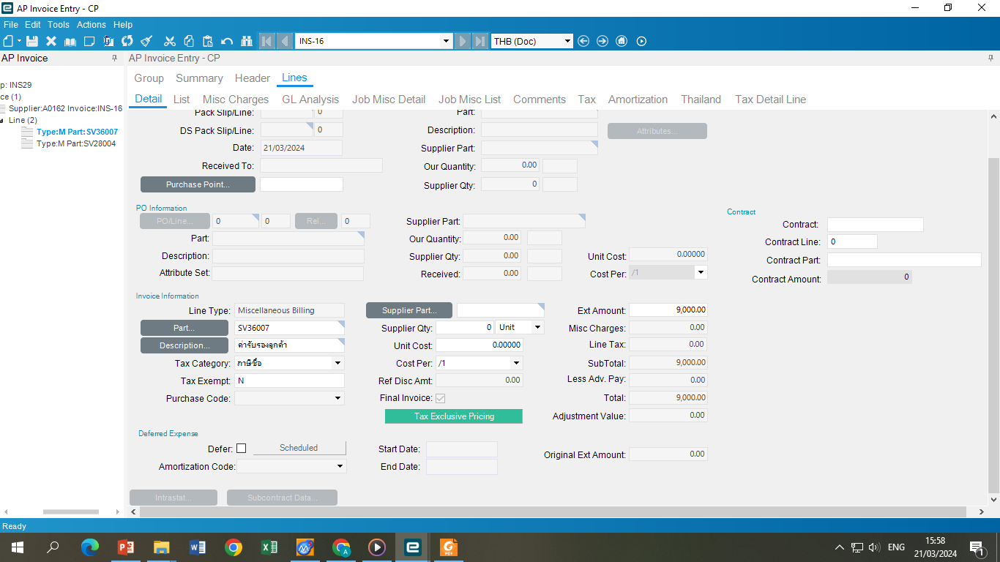 AP Invoice Entry - CP
File Edit Tools Actions Help
INS-16 THB (Doc)
AP Invoice
AP Invoice Entry - CP
Group Summary Header Lines
Detail List Misc Charges GL Analysis Job Misc Detail Job Misc List Comments Tax Amortization Thailand Tax Detail Line
p: INS29
ce (1)
Supplier:A0162 Invoice:INS-16
Line (2)
Type:M Part:SV36007
Type:M Part:SV28004
Pack Slip/Line: 0 Part:
DS Pack Slip/Line: 0 Description: Attributes...
Date: 21/03/2024 Supplier Part:
Received To: Our Quantity: 0.00
Purchase Point... Supplier Qty: 0
PO Information
Contract
PO/Line... 0 0 Rel... 0 Supplier Part: Contract:
Part: Our Quantity: 0.00 Contract Line: 0
Description: Supplier Qty: 0.00 Unit Cost: 0.00000 Contract Part:
Attribute Set: Received: 0.00 Cost Per: /1 Contract Amount: 0
Invoice Information
Line Type: Miscellaneous Billing Supplier Part... Ext Amount: 9,000.00
Part... SV36007 Supplier Qty: 0 Unit Misc Charges: 0.00
Description... ค่ารับรองลูกค้า Unit Cost: 0.00000 Line Tax: 0.00
Tax Category: ภาษีซื้อ Cost Per: /1 SubTotal: 9,000.00
Tax Exempt: N Ref Disc Amt: 0.00 Less Adv. Pay: 0.00
Purchase Code: Final Invoice: Total: 9,000.00
Tax Exclusive Pricing Adjustment Value: 0.00
Deferred Expense
Defer: Scheduled Start Date: Original Ext Amount: 0.00
Amortization Code: End Date:
Intrastat... Subcontract Data...
Ready
ENG 15:58
21/03/2024
1